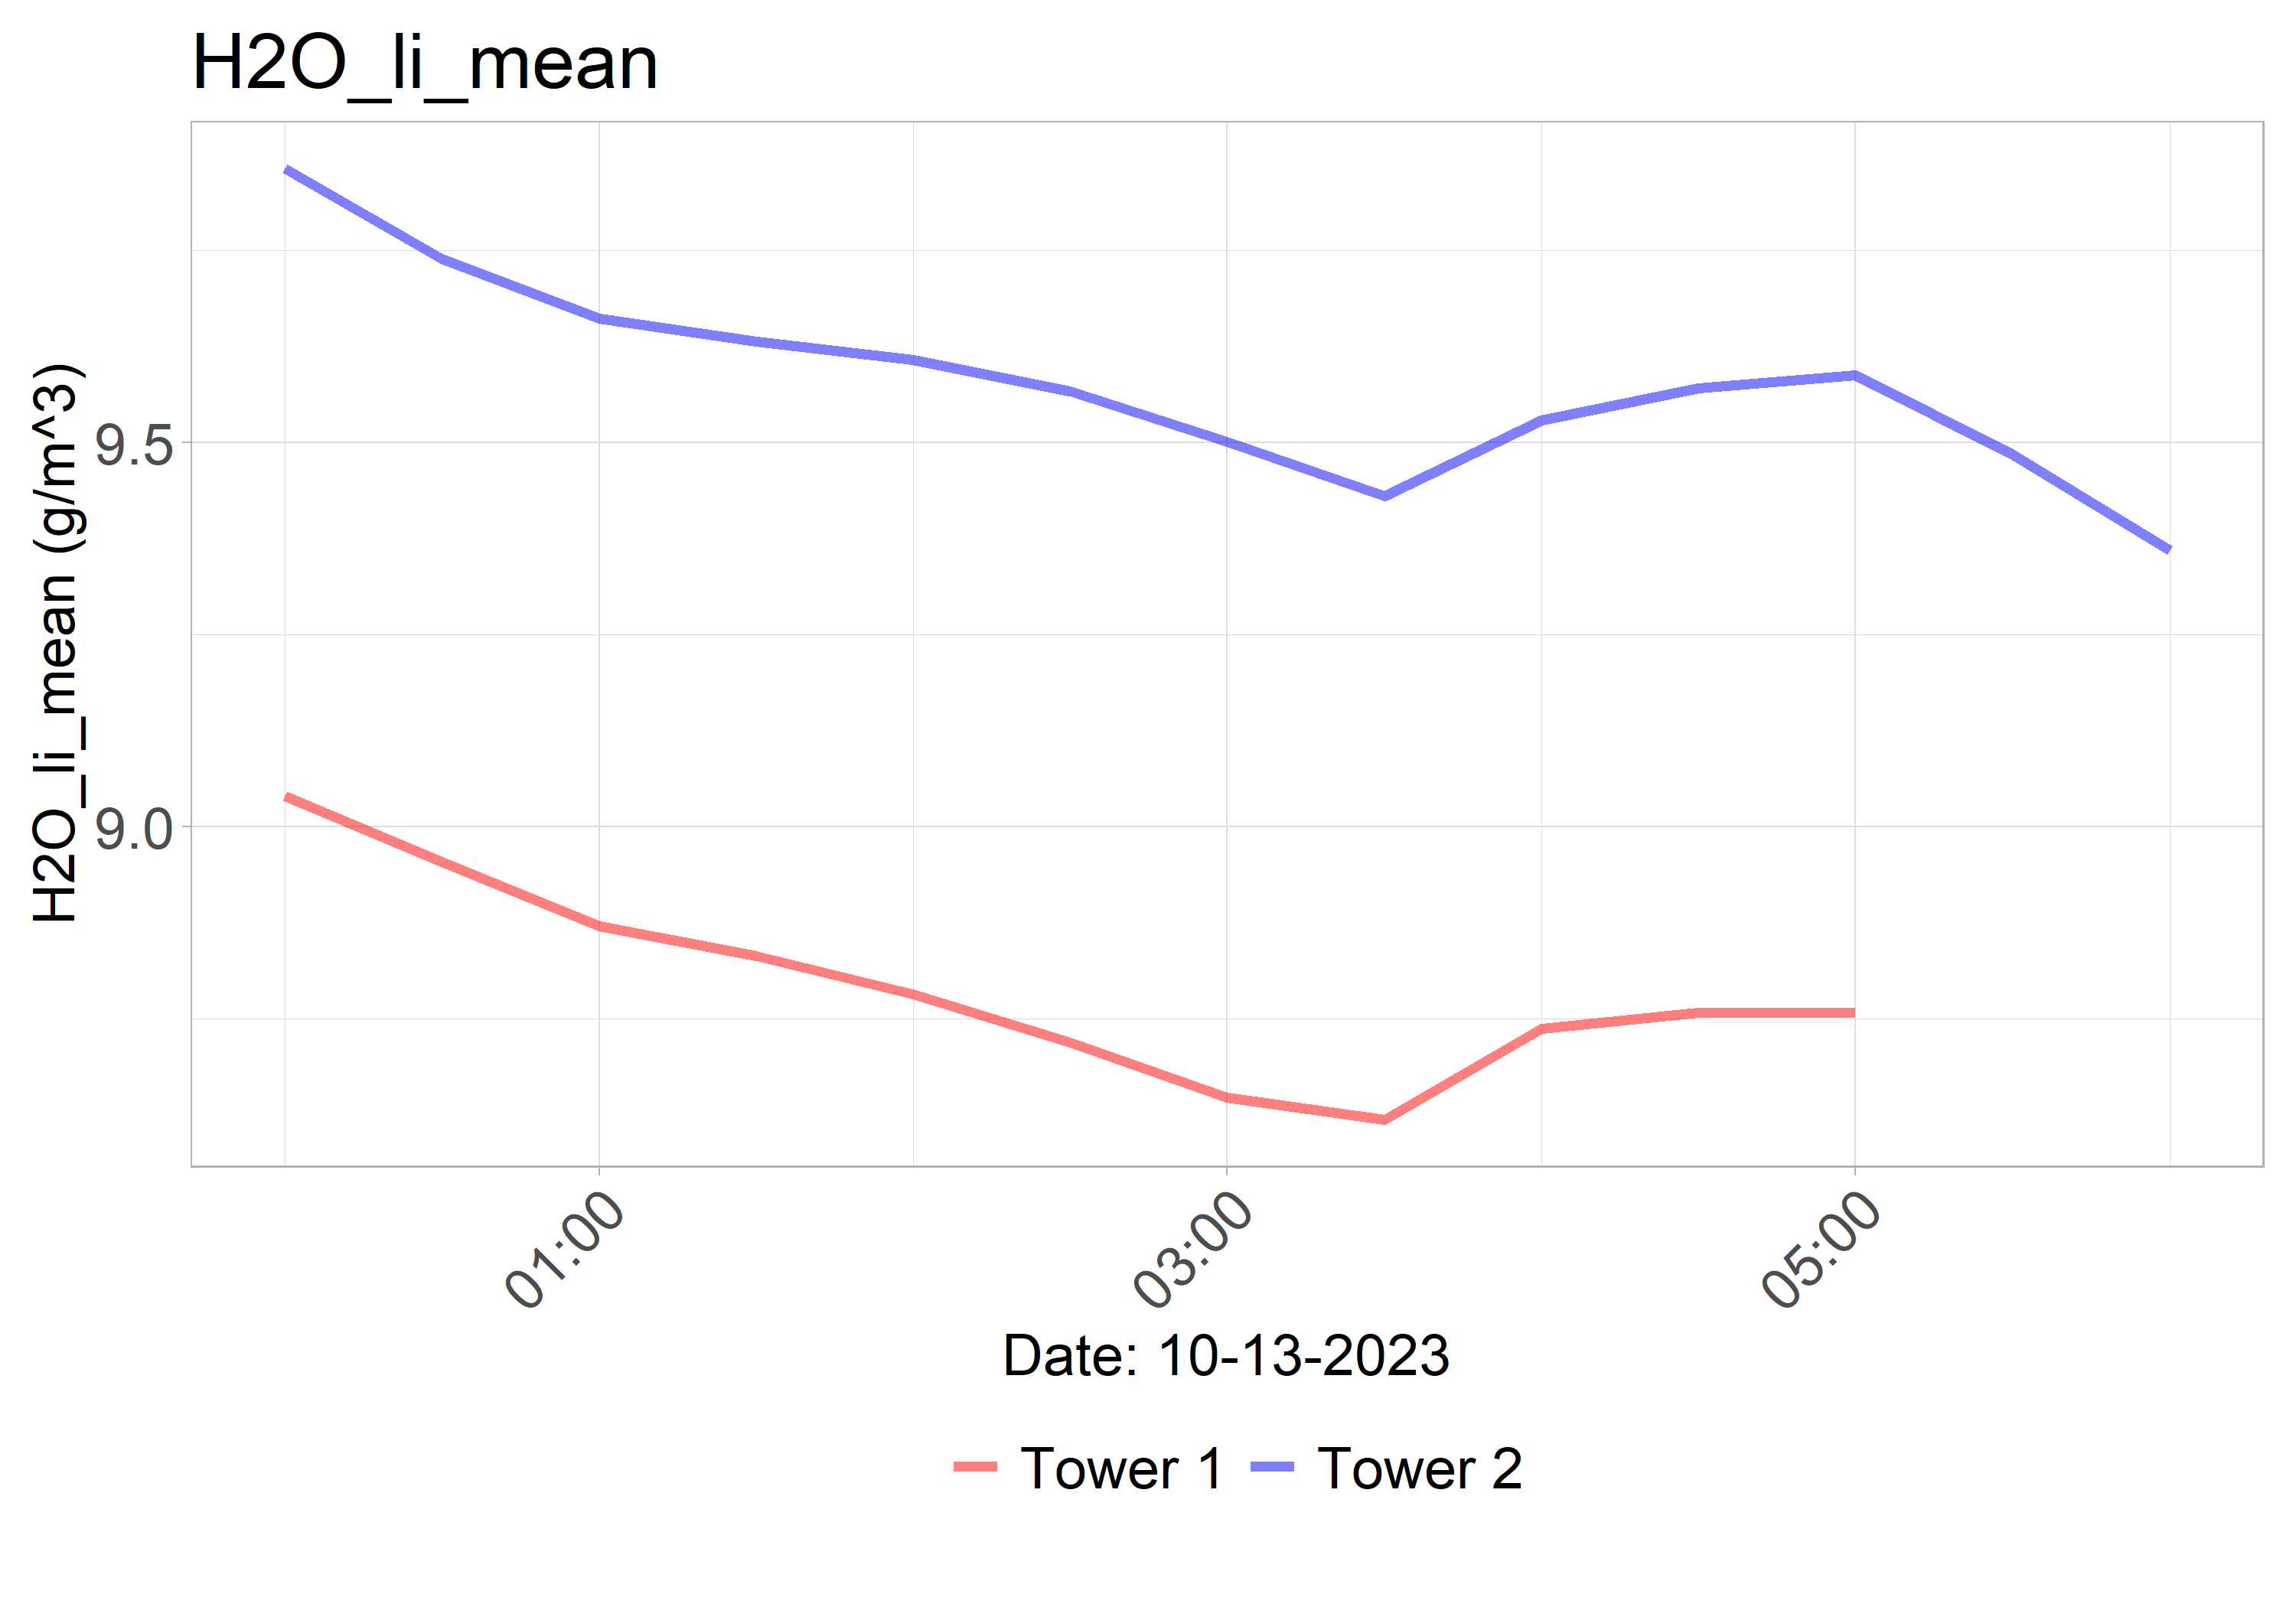 H2O_li_mean
H2O_li_mean (g/m^3)
9.5
9.0
01:00
03:00
05:00
Date: 10-13-2023
Tower 1
Tower 2